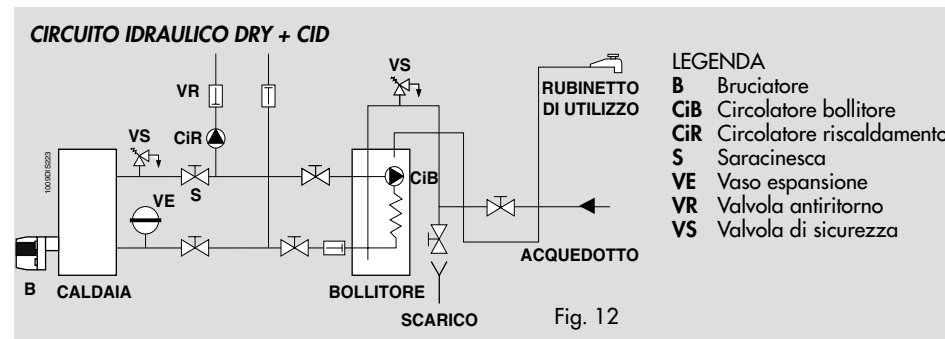 CIRCUITO IDRAULICO DRY + CID
VS
VR
RUBINETTO
DI UTILIZZO
VS
CiR
1009DIS223
S
CiB
VE
ACQUEDOTTO
B
CALDAIA
BOLLITORE
SCARICO
Fig. 12
LEGENDA
B Bruciatore
CiB Circolatore bollitore
CiR Circolatore riscaldamento
S Saracinesca
VE Vaso espansione
VR Valvola antiritorno
VS Valvola di sicurezza